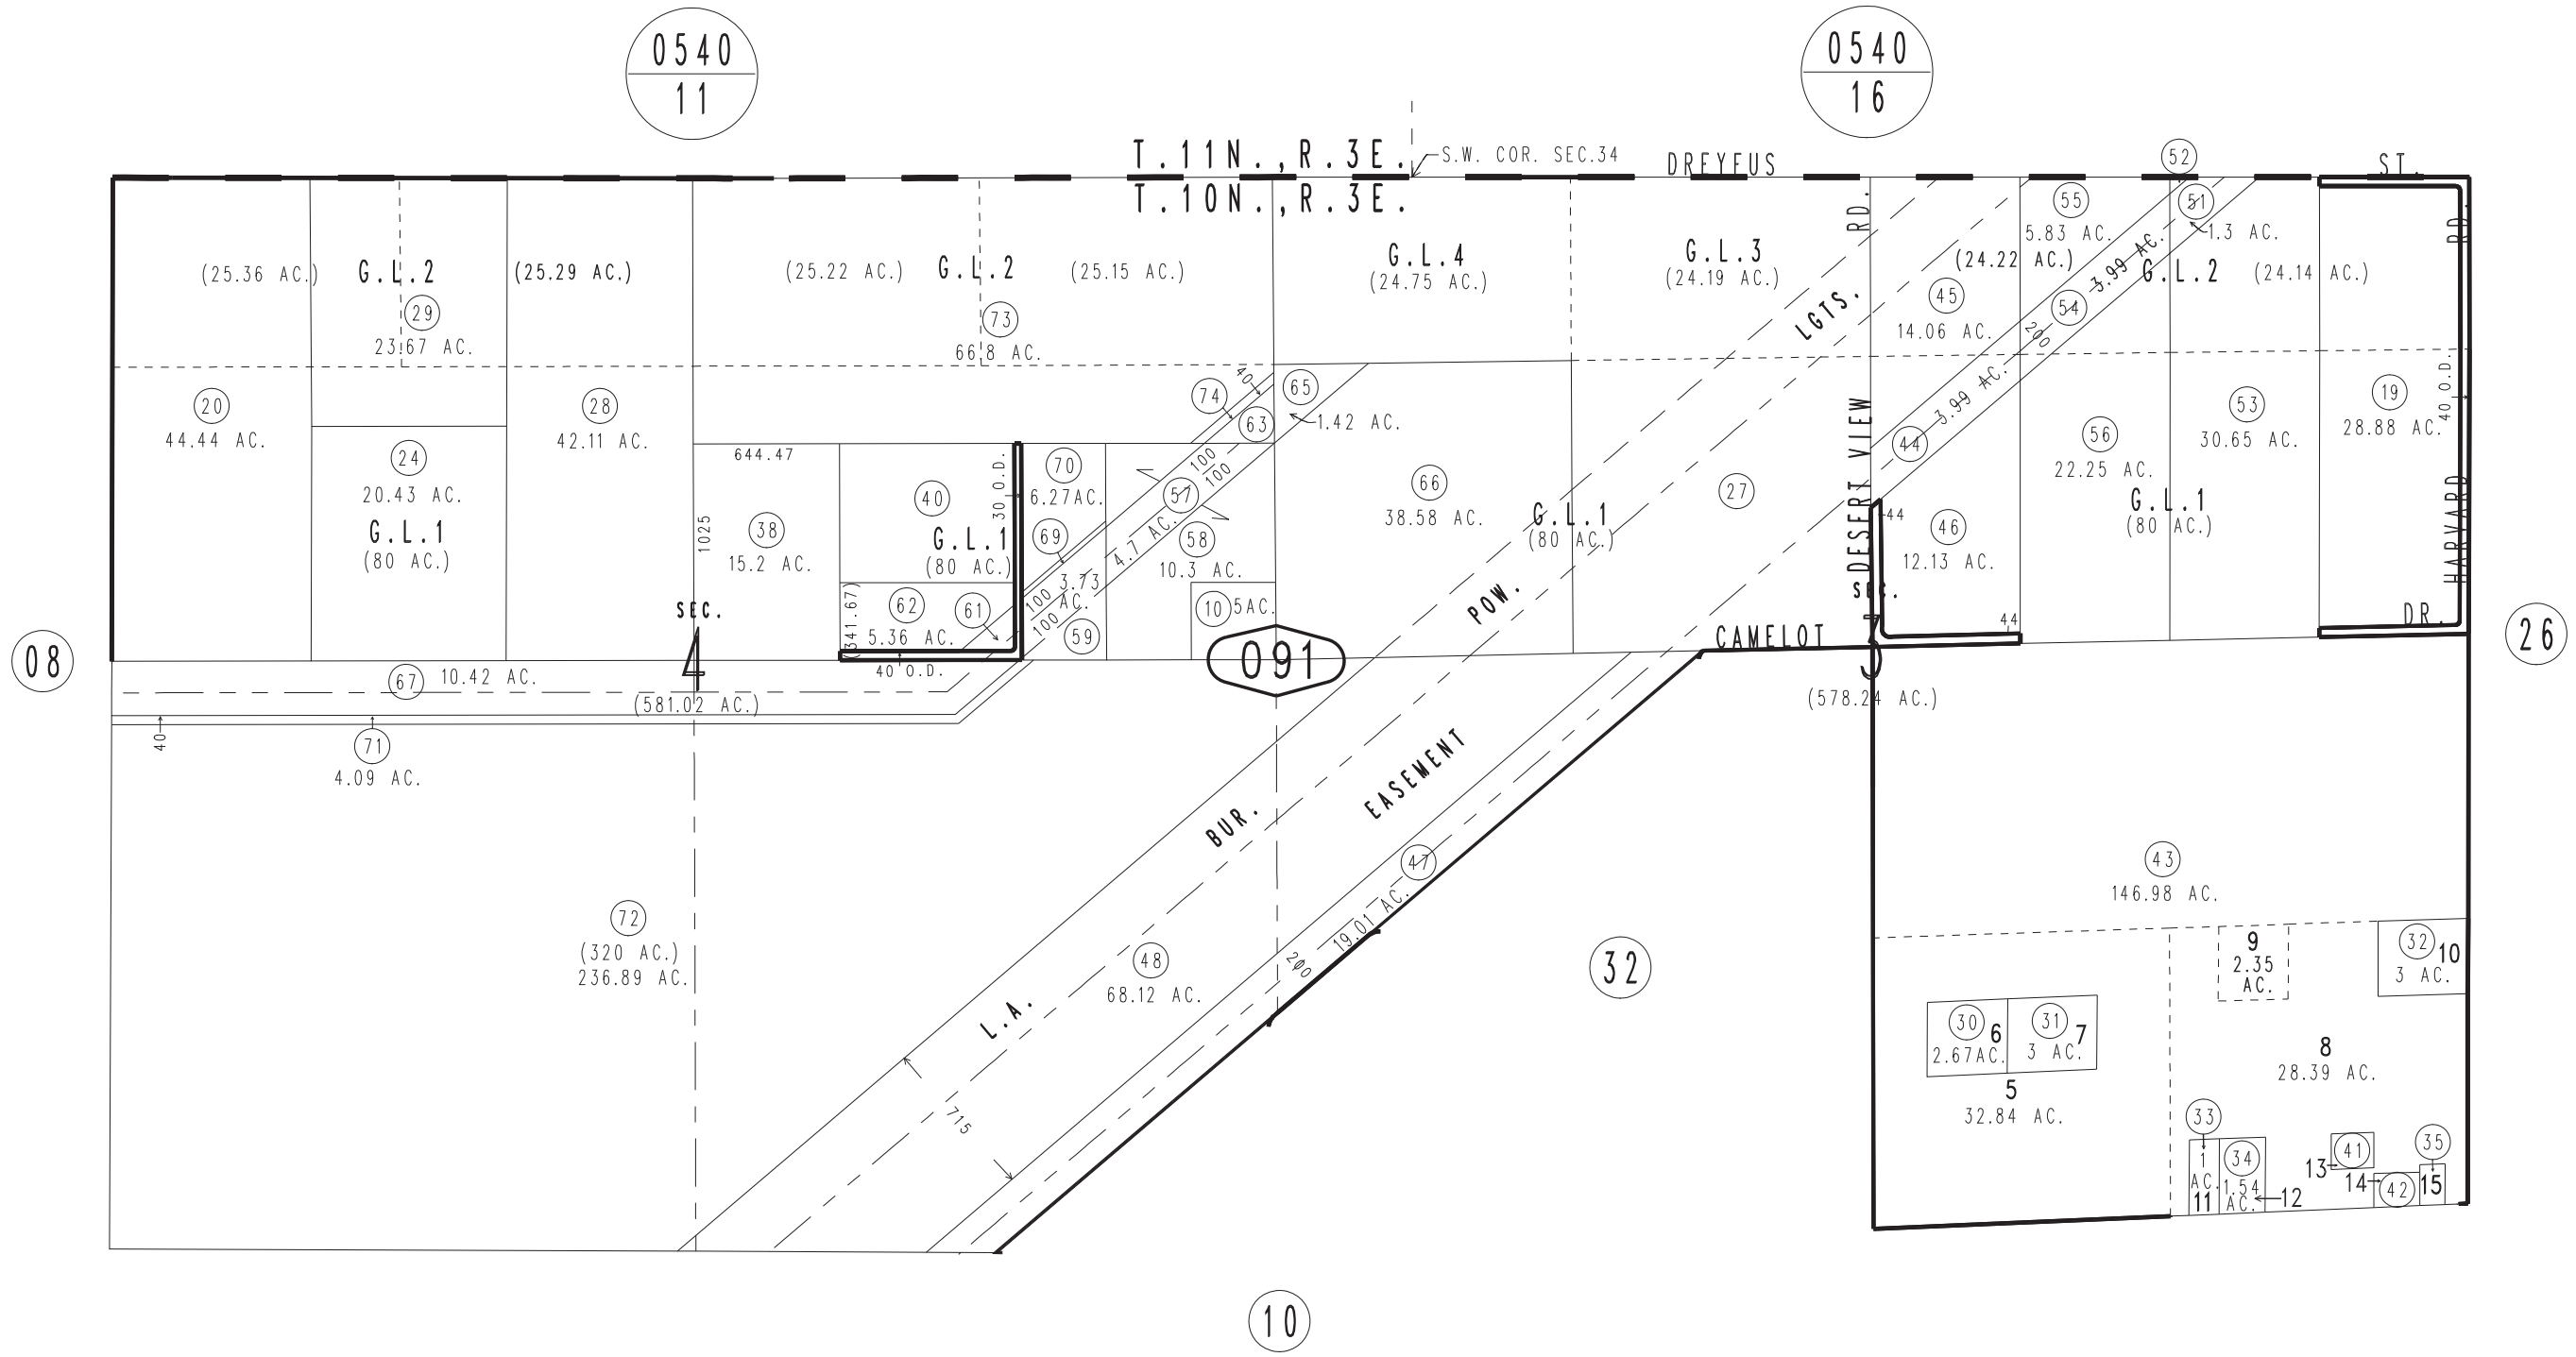 0540
11
0540
16
T.11N.,R.3E.
S.W. COR. SEC.34
DREYFUS
ST.
T.10N.,R.3E.
52
51
1.3 AC.
55
5.83 AC.
RD.
RD.
(25.36 AC.)
G.L.2
(25.29 AC.)
(25.22 AC.)
G.L.2
(25.15 AC.)
G.L.4
(24.75 AC.)
G.L.3
(24.19 AC.)
(24.22 AC.)
G.L.2
(24.14 AC.)
3.99 AC.
29
23.67 AC.
73
66.8 AC.
LGTS.
45
14.06 AC.
54
200
20
44.44 AC.
28
42.11 AC.
74
40
65
63
1.42 AC.
DESERT VIEW
44
3.99 AC.
56
22.25 AC.
53
30.65 AC.
19
28.88 AC.
40 O.D.
24
20.43 AC.
G.L.1
(80 AC.)
644.47
1025
38
15.2 AC.
40
G.L.1
(80 AC.)
30 O.D.
70
6.27AC.
69
57
100
100
4.7 AC.
58
10.3 AC.
66
38.58 AC.
G.L.1
(80 AC.)
27
44
46
12.13 AC.
G.L.1
(80 AC.)
HARVARD
SEC.
4
(341.67)
62
5.36 AC.
61
100
100
3.73
AC.
59
10
5AC.
POW.
SEC.
3
CAMELOT
44
DR.
08
091
26
67
10.42 AC.
40 O.D.
(581.02 AC.)
(578.24 AC.)
40
71
4.09 AC.
BUR.
EASEMENT
47
19.01 AC.
200
43
146.98 AC.
72
(320 AC.)
236.89 AC.
48
68.12 AC.
32
L.A.
715
9
2.35
AC.
32
10
3 AC.
30
6
2.67AC.
31
7
3 AC.
8
28.39 AC.
5
32.84 AC.
33
1
AC.
11
34
1.54
AC.
12
41
13
14
42
35
15
10